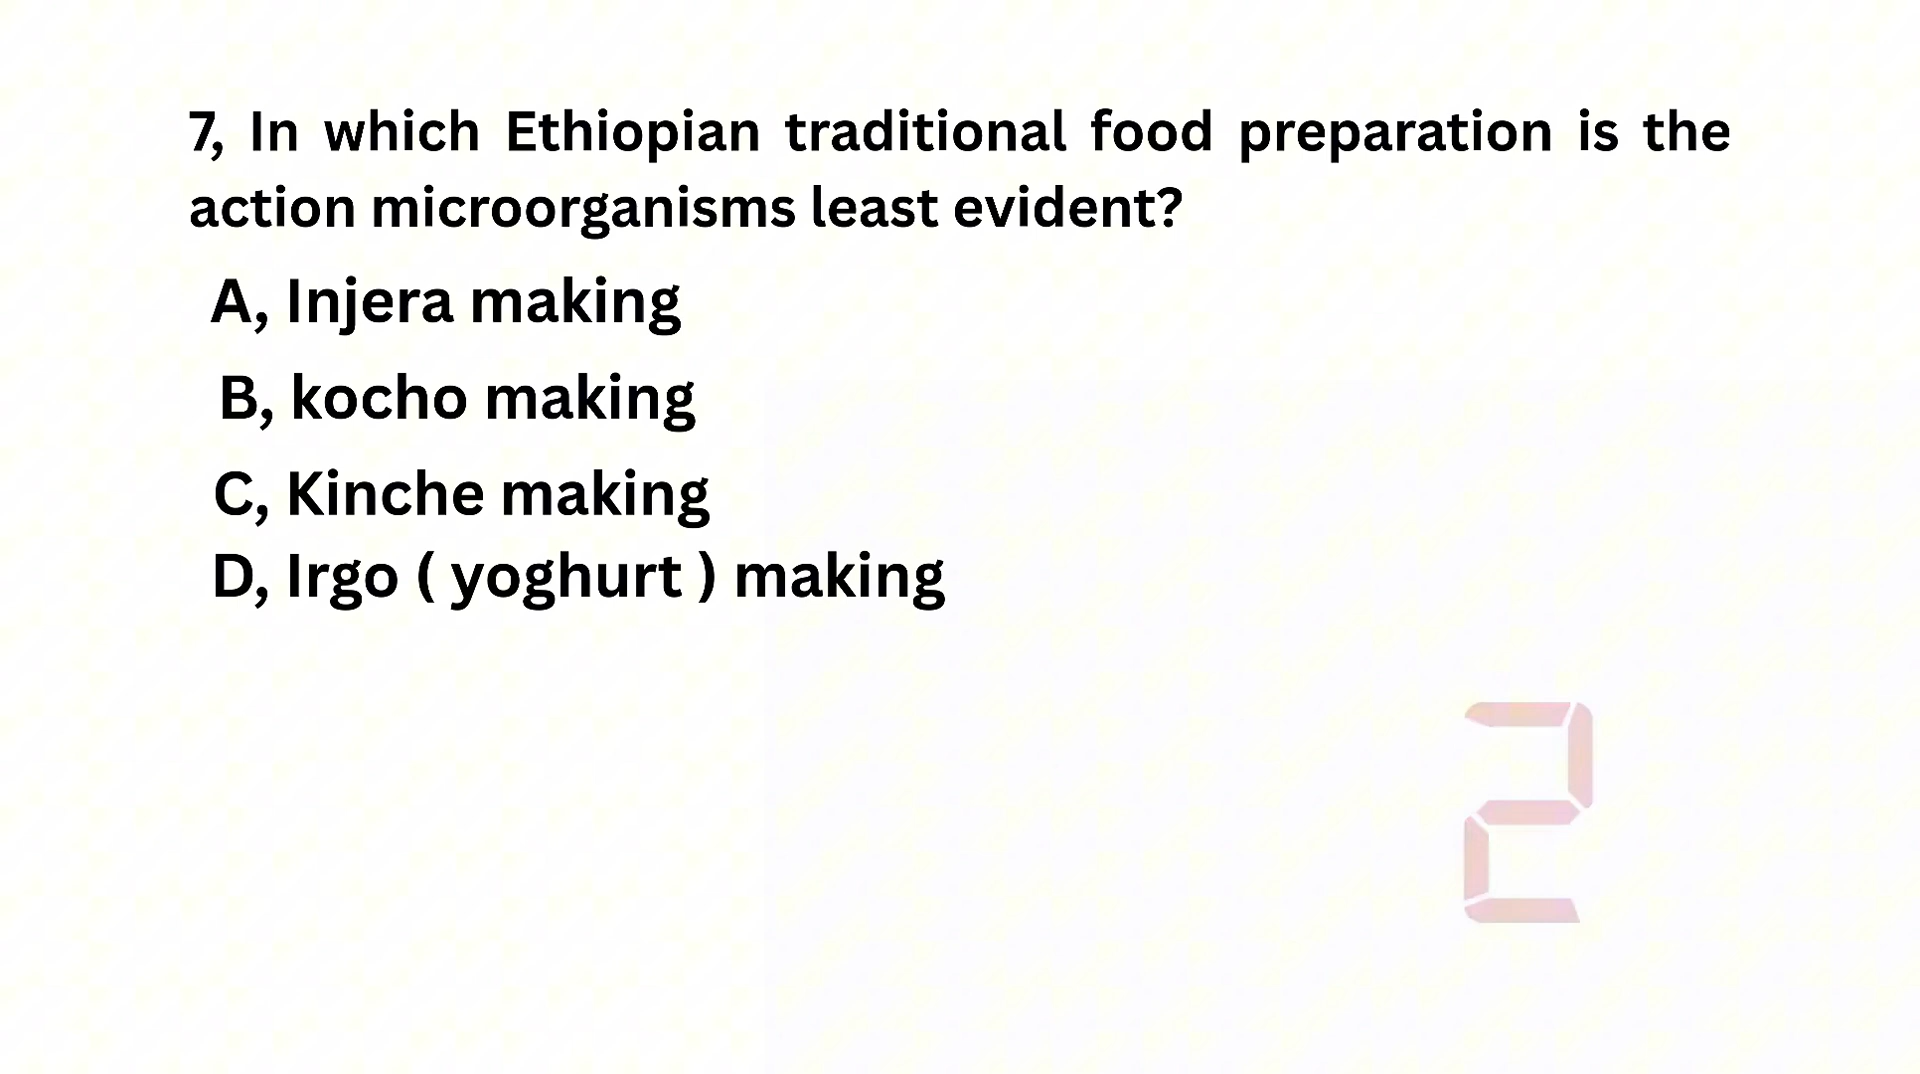 7, In which Ethiopian traditional food preparation is the
action microorganisms least evident?
A, Injera making
B, kocho making
C, Kinche making
D, Irgo ( yoghurt ) making
2